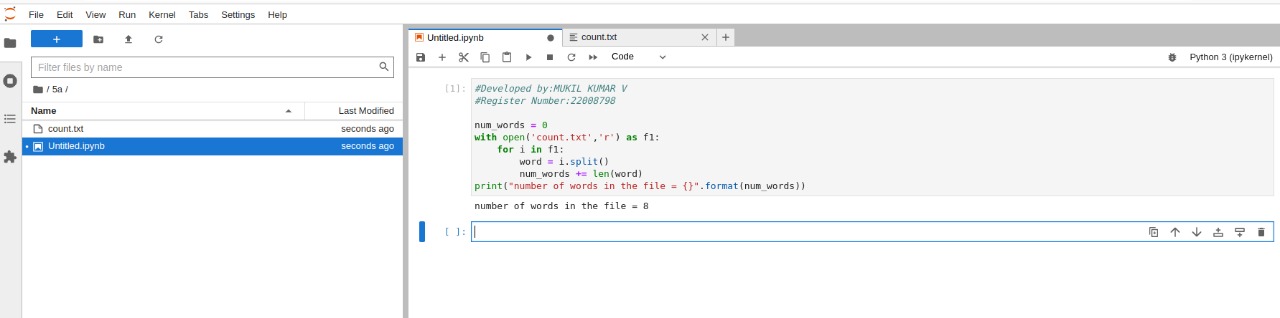 File Edit View Run Kernel Tabs Settings Help
Filter files by name
/ 5a /
Name Last Modified
count.txt seconds ago
Untitled.ipynb seconds ago
Untitled.ipynb count.txt
Code Python 3 (ipykernel)
[1]: #Developed by:MUKIL KUMAR V
#Register Number:22008798
num_words = 0
with open('count.txt','r') as f1:
    for i in f1:
        word = i.split()
        num_words += len(word)
print("number of words in the file = {}".format(num_words))
number of words in the file = 8
[ ]: